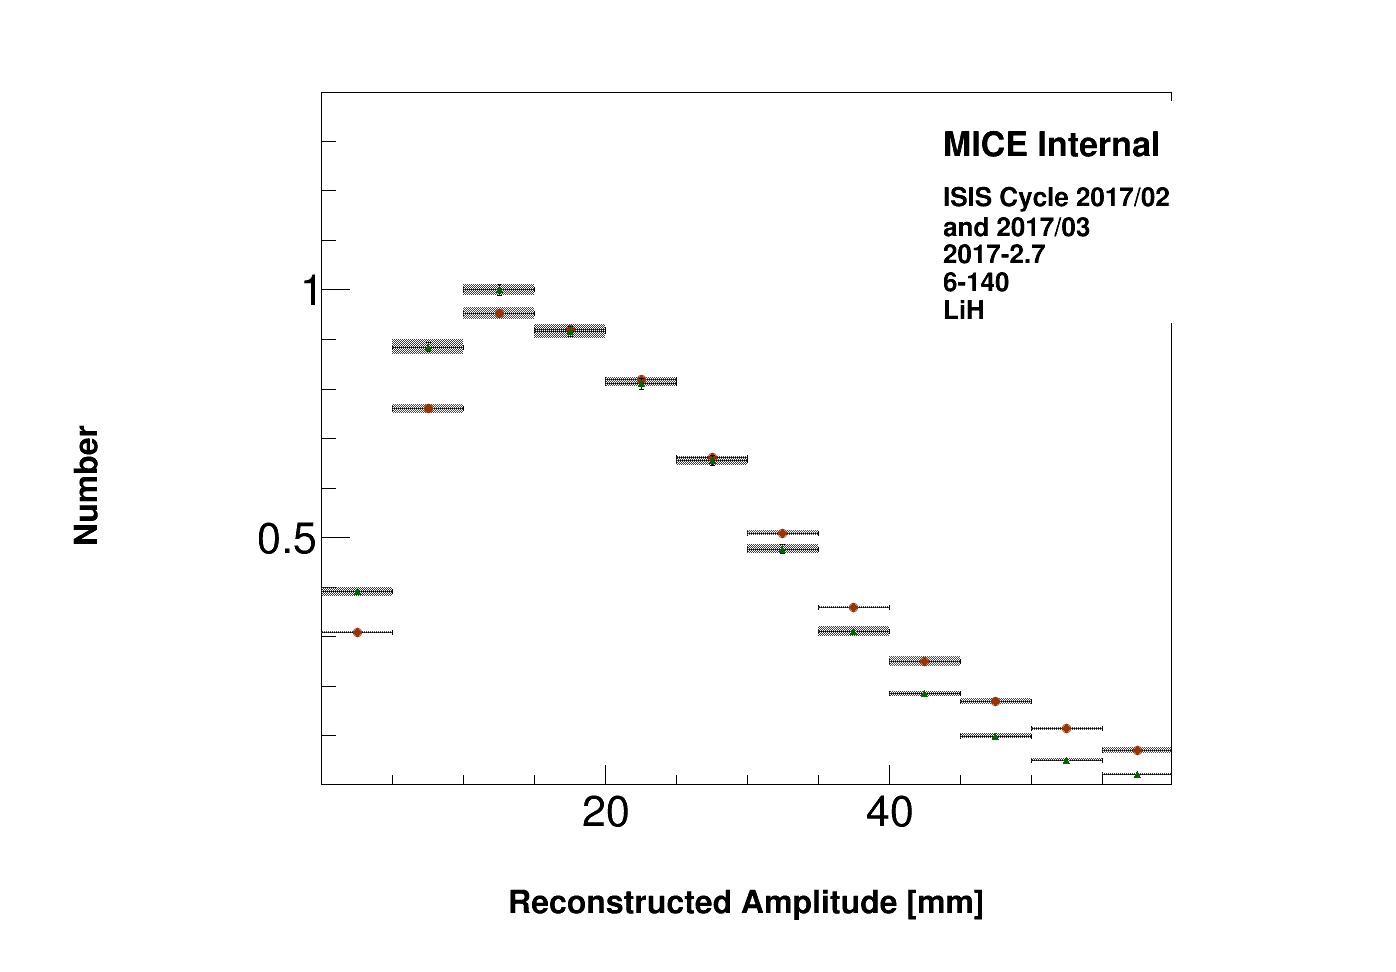 MICE Internal
ISIS Cycle 2017/02
and 2017/03
2017-2.7
6-140
LiH
1
0.5
Number
20 40
Reconstructed Amplitude [mm]